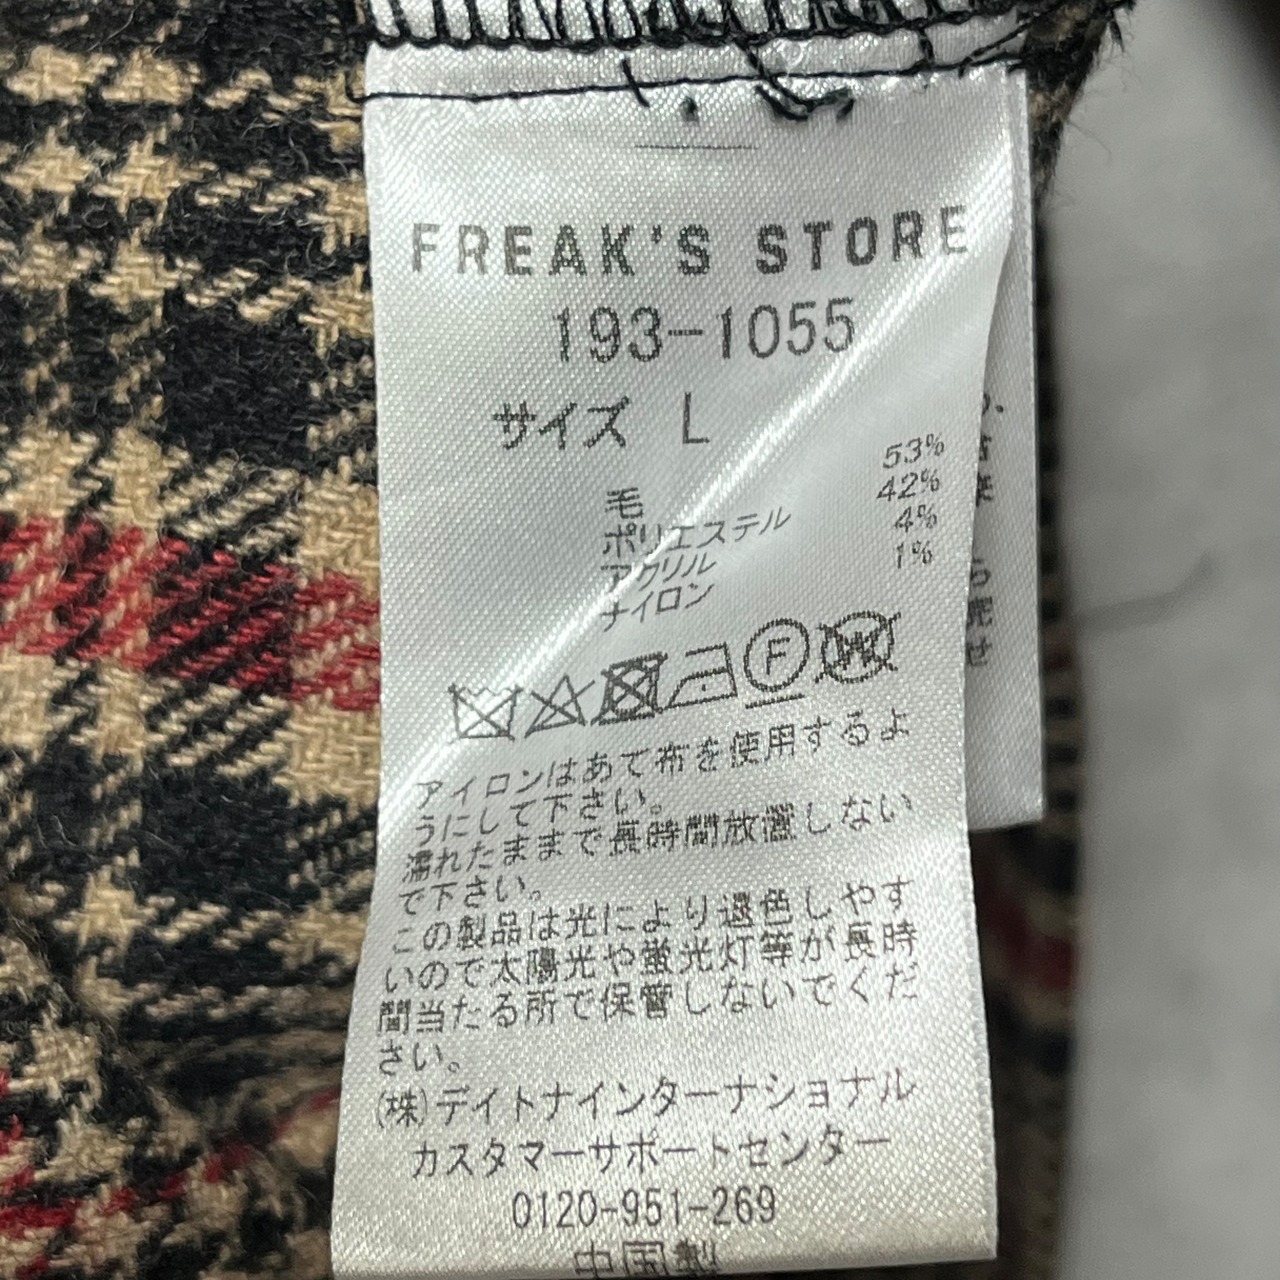 FREAK'S STORE
193-1055
サイズ L
毛 53%
ポリエステル 42%
アクリル 4%
ナイロン 1%
F W
アイロンはあて布を使用するよ
うにして下さい。
濡れたままで長時間放置しない
で下さい。
この製品は光により退色しやす
いので太陽光や蛍光灯等が長時
間当たる所で保管しないでくだ
さい。
(株)デイトナインターナショナル
カスタマーサポートセンター
0120-951-269
中国製